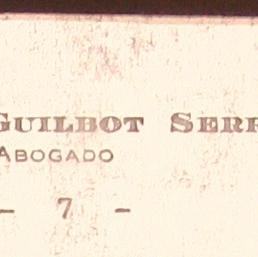 GUILBOT SERR
ABOGADO
- 7 -